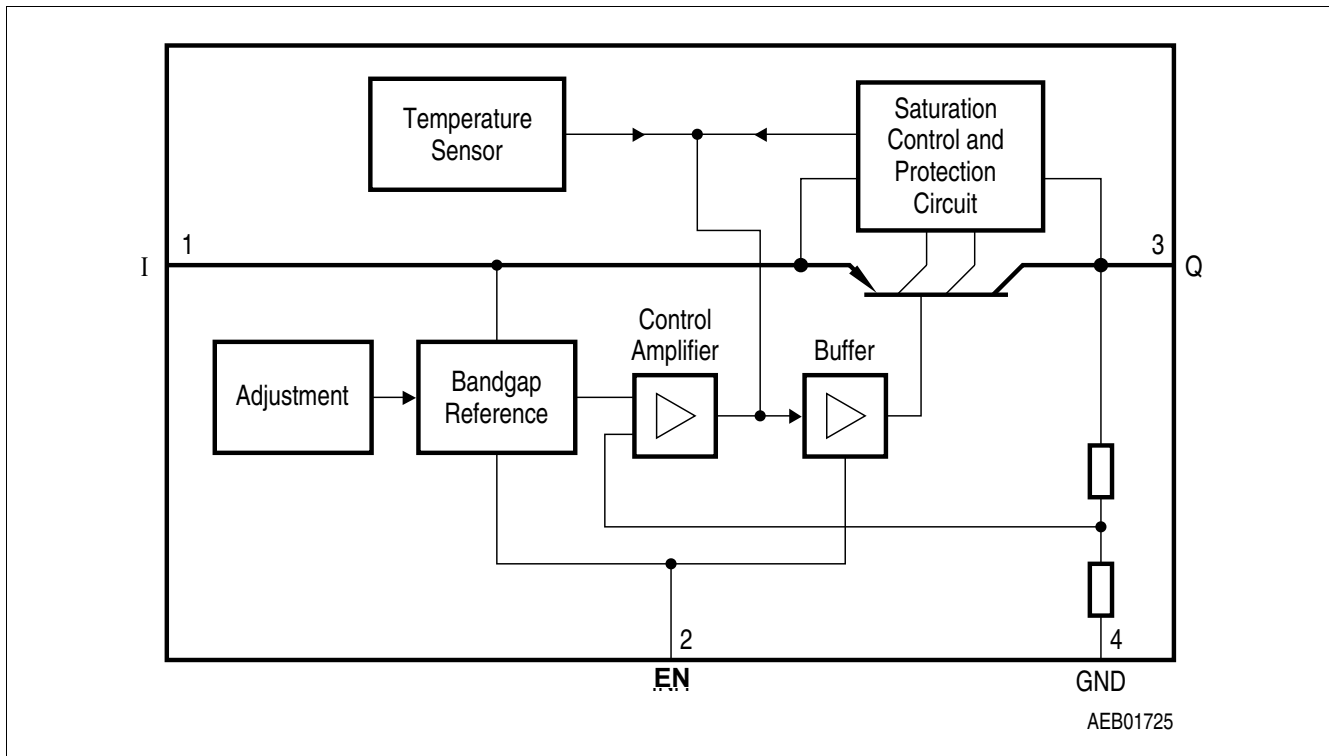 Temperature
Sensor
Saturation
Control and
Protection
Circuit
1
3
I
Q
Control
Amplifier
Buffer
Adjustment
Bandgap
Reference
2
4
EN
GND
AEB01725